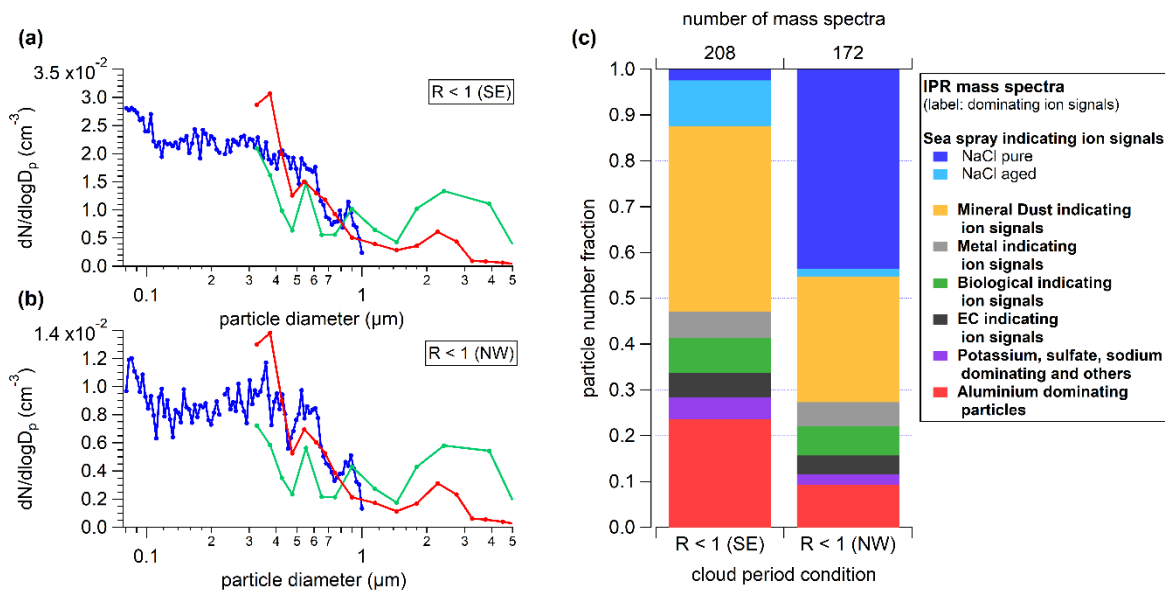 (a)
3.5 x10⁻²
3.0
2.5
2.0
1.5
1.0
0.5
0.0
dN/dlogDₚ (cm⁻³)
R < 1 (SE)
0.1
2
3
4
5
6
7
1
2
3
4
5
particle diameter (µm)
(b)
1.4 x10⁻²
1.2
1.0
0.8
0.6
0.4
0.2
0.0
dN/dlogDₚ (cm⁻³)
R < 1 (NW)
0.1
2
3
4
5
6
7
1
2
3
4
5
particle diameter (µm)
(c)
number of mass spectra
208
172
1.0
0.9
0.8
0.7
0.6
0.5
0.4
0.3
0.2
0.1
0.0
particle number fraction
R < 1 (SE)
R < 1 (NW)
cloud period condition
IPR mass spectra
(label: dominating ion signals)
Sea spray indicating ion signals
NaCl pure
NaCl aged
Mineral Dust indicating
ion signals
Metal indicating
ion signals
Biological indicating
ion signals
EC indicating
ion signals
Potassium, sulfate, sodium
dominating and others
Aluminium dominating
particles